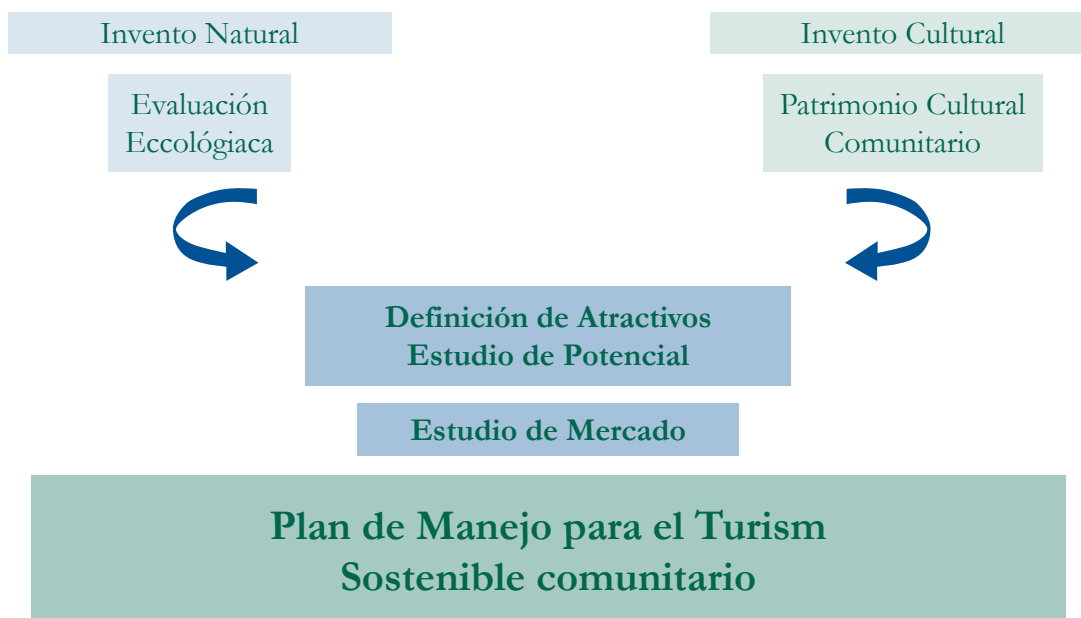 Invento Natural
Invento Cultural
Evaluación
Eccológiaca
Patrimonio Cultural
Comunitario
Definición de Atractivos
Estudio de Potencial
Estudio de Mercado
Plan de Manejo para el Turism
Sostenible comunitario